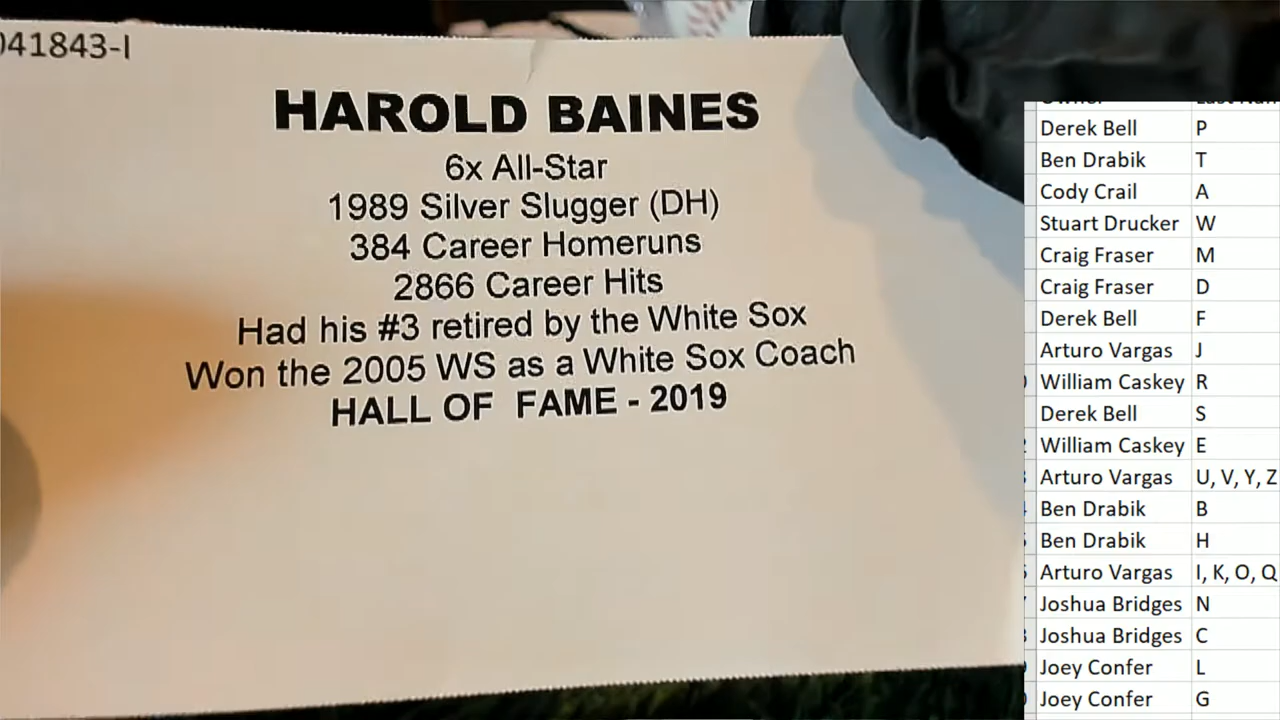 041843-I
HAROLD BAINES
6x All-Star
1989 Silver Slugger (DH)
384 Career Homeruns
2866 Career Hits
Had his #3 retired by the White Sox
Won the 2005 WS as a White Sox Coach
HALL OF FAME - 2019
Derek Bell P
Ben Drabik T
Cody Crail A
Stuart Drucker W
Craig Fraser M
Craig Fraser D
Derek Bell F
Arturo Vargas J
William Caskey R
Derek Bell S
William Caskey E
Arturo Vargas U, V, Y, Z
Ben Drabik B
Ben Drabik H
Arturo Vargas I, K, O, Q
Joshua Bridges N
Joshua Bridges C
Joey Confer L
Joey Confer G